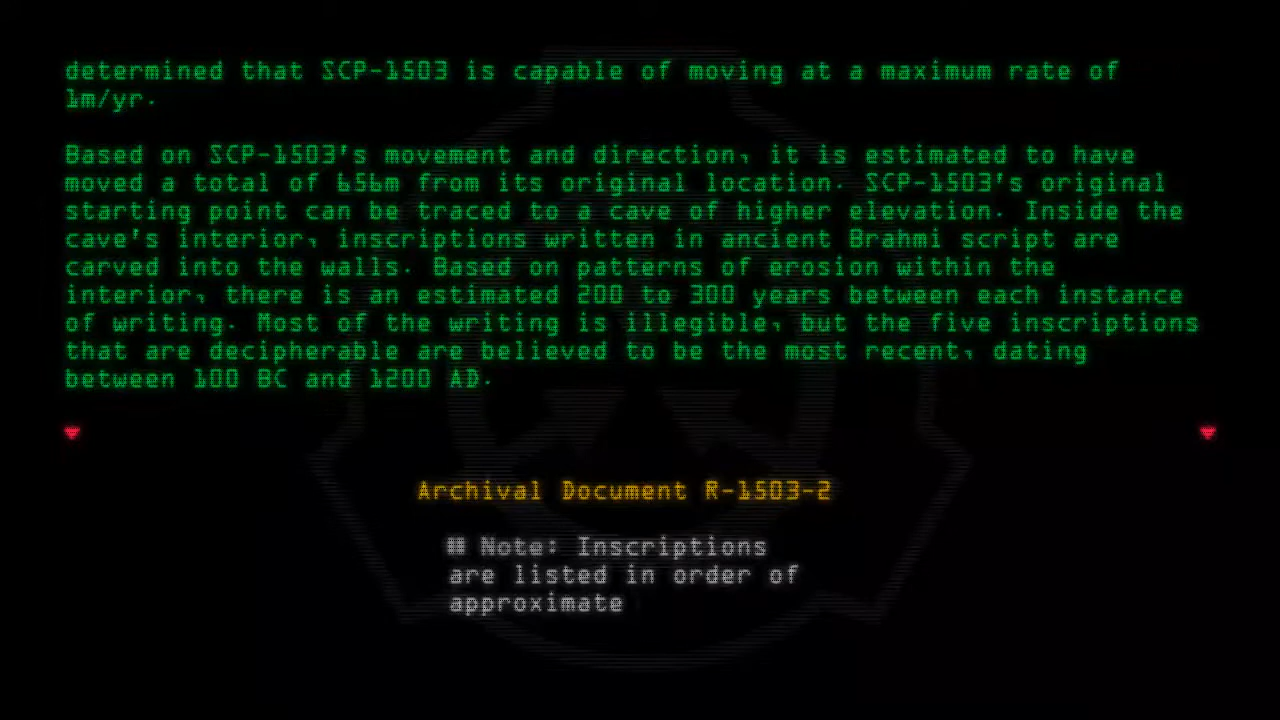 determined that SCP-1503 is capable of moving at a maximum rate of
1m/yr.
Based on SCP-1503's movement and direction, it is estimated to have
moved a total of 656m from its original location. SCP-1503's original
starting point can be traced to a cave of higher elevation. Inside the
cave's interior, inscriptions written in ancient Brahmi script are
carved into the walls. Based on patterns of erosion within the
interior, there is an estimated 200 to 300 years between each instance
of writing. Most of the writing is illegible, but the five inscriptions
that are decipherable are believed to be the most recent, dating
between 100 BC and 1200 AD.
Archival Document R-1503-2
# Note: Inscriptions
are listed in order of
approximate